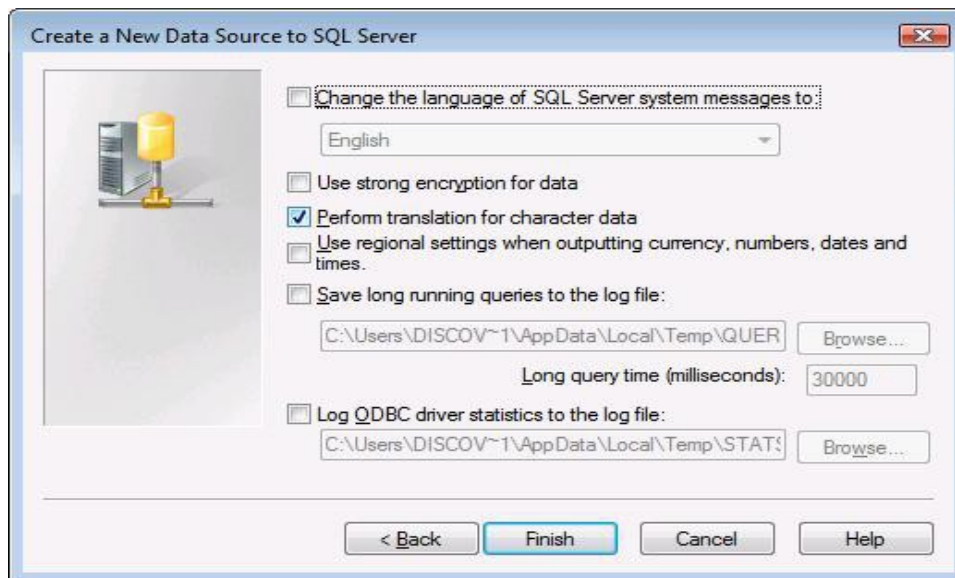 Create a New Data Source to SQL Server
Change the language of SQL Server system messages to:
English
Use strong encryption for data
Perform translation for character data
Use regional settings when outputting currency, numbers, dates and
times.
Save long running queries to the log file:
C:\Users\DISCOV~1\AppData\Local\Temp\QUER
Browse...
Long query time (milliseconds):
30000
Log ODBC driver statistics to the log file:
C:\Users\DISCOV~1\AppData\Local\Temp\STATS
Browse...
< Back
Finish
Cancel
Help